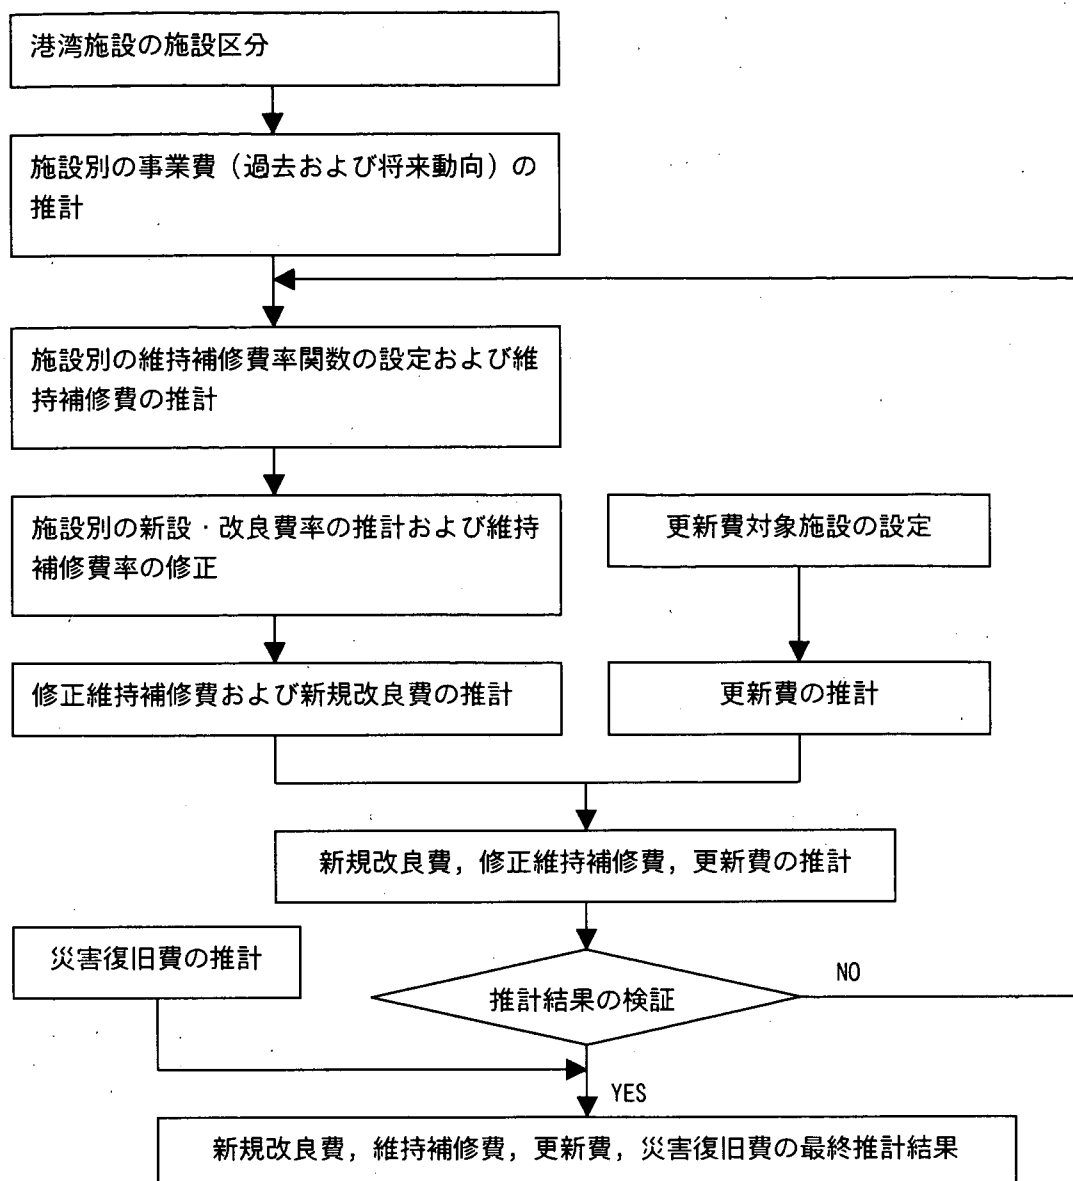 港湾施設の施設区分
施設別の事業費（過去および将来動向）の
推計
施設別の維持補修費率関数の設定および維
持補修費の推計
施設別の新設・改良費率の推計および維持
補修費率の修正
更新費対象施設の設定
修正維持補修費および新規改良費の推計
更新費の推計
新規改良費，修正維持補修費，更新費の推計
災害復旧費の推計
推計結果の検証
NO
YES
新規改良費，維持補修費，更新費，災害復旧費の最終推計結果